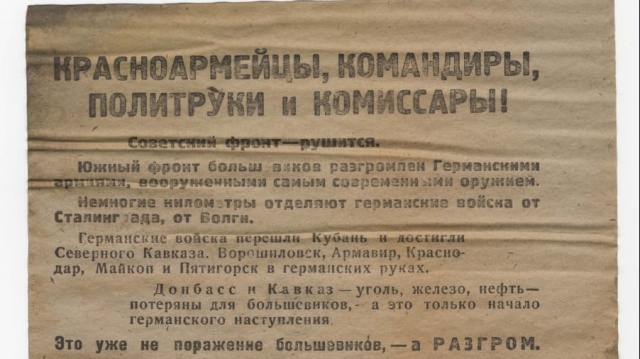 КРАСНОАРМЕЙЦЫ, КОМАНДИРЫ,
ПОЛИТРУКИ и КОМИССАРЫ!
Советский фронт—рушится.
Южный фронт больш виков разгромлен Германскими
армиями, вооруженными самым современными оружием.
Немногие километры отделяют германские войска от
Сталинграда, от Волги.
Германские войска перешли Кубань и достигли
Северного Кавказа. Ворошиловск, Армавир, Красно-
дар, Майкоп и Пятигорск в германских руках.
Донбасс и Кавказ—уголь, железо, нефть—
потеряны для большевиков,- а это только начало
германского наступления.
Это уже не поражение большевиков,—а РАЗГРОМ.